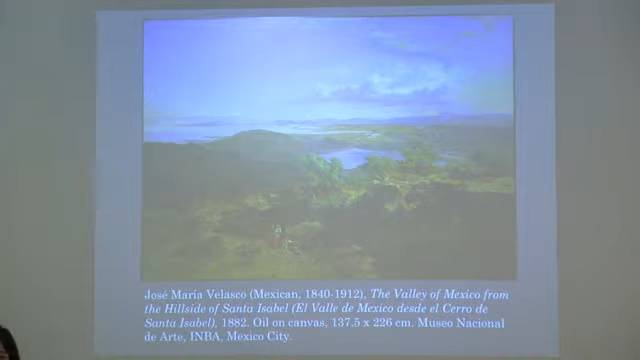 José María Velasco (Mexican, 1840-1912), The Valley of Mexico from
the Hillside of Santa Isabel (El Valle de Mexico desde el Cerro de
Santa Isabel), 1882. Oil on canvas, 137.5 x 226 cm. Museo Nacional
de Arte, INBA, Mexico City.